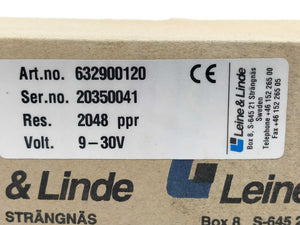 Art.no. 632900120
Ser.no. 20350041
Res. 2048 ppr
Volt. 9-30V
CE
Leine & Linde
Box 8, S-645 21 Strängnäs
Sweden
Telephone +46 152 265 00
Fax +46 152 265 05
& Linde
STRÄNGNÄS
Leine
Box 8 S-645 2